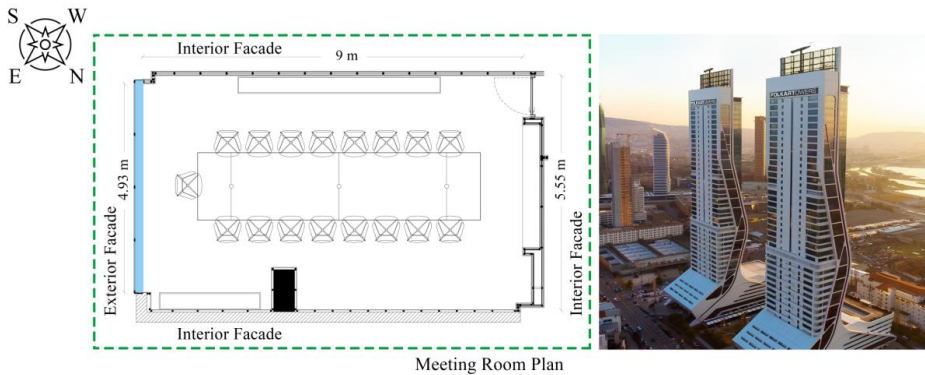 S W
E N
Interior Facade
9 m
4.93 m
Exterior Facade
5.55 m
Interior Facade
Interior Facade
Meeting Room Plan
FOLKART TOWERS
FOLKART TOWERS